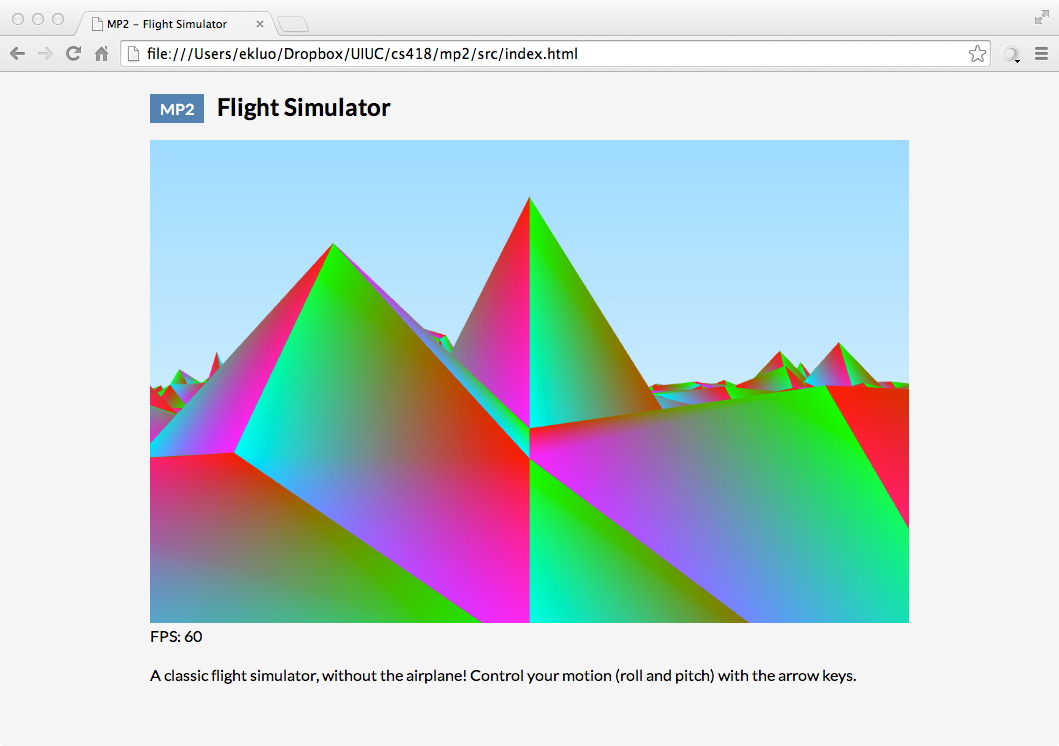 MP2 – Flight Simulator
file:///Users/ekluo/Dropbox/UIUC/cs418/mp2/src/index.html
MP2 Flight Simulator
FPS: 60
A classic flight simulator, without the airplane! Control your motion (roll and pitch) with the arrow keys.